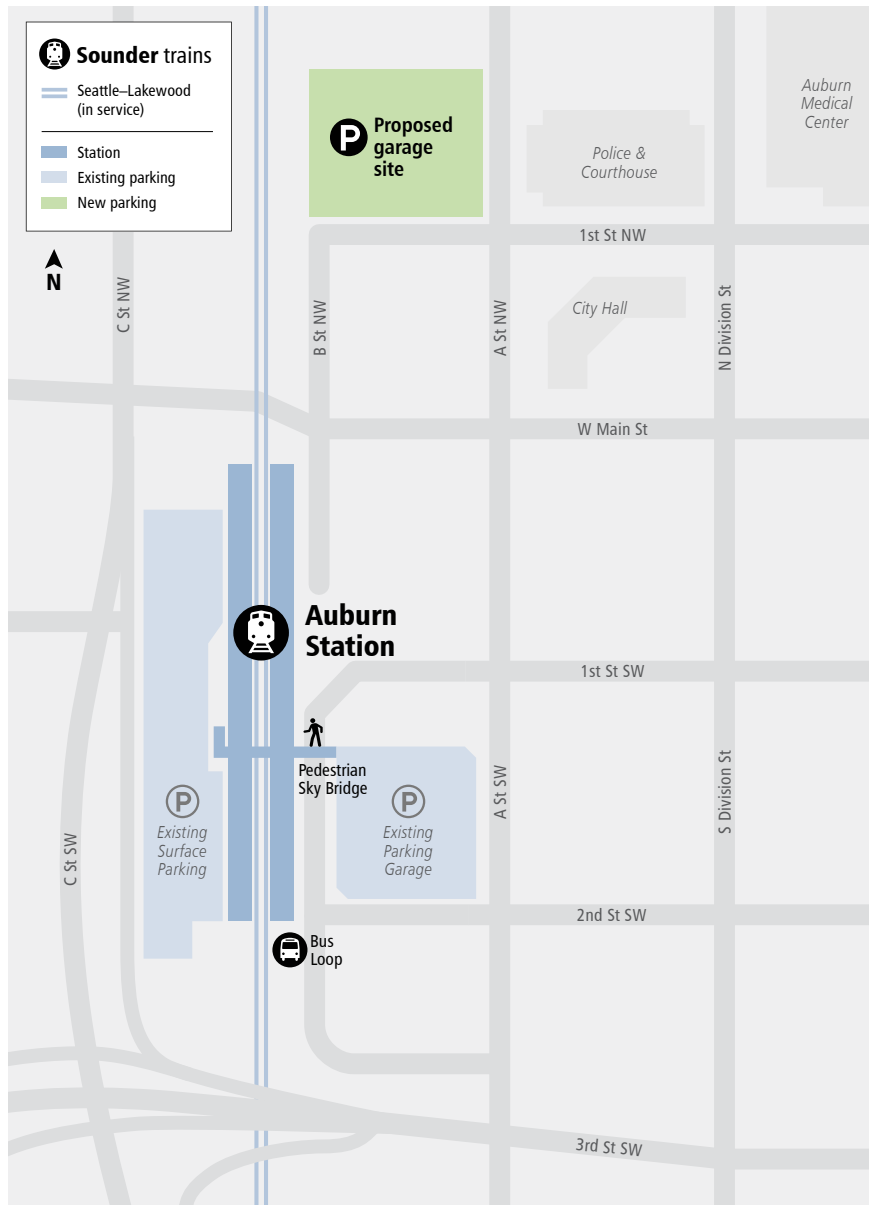 Sounder trains
Seattle–Lakewood
(in service)
Station
Existing parking
New parking
N
P
Proposed
garage
site
Police &
Courthouse
Auburn
Medical
Center
1st St NW
City Hall
C St NW
B St NW
A St NW
N Division St
W Main St
Auburn
Station
1st St SW
Pedestrian
Sky Bridge
A St SW
S Division St
C St SW
P
Existing
Surface
Parking
P
Existing
Parking
Garage
2nd St SW
Bus
Loop
3rd St SW